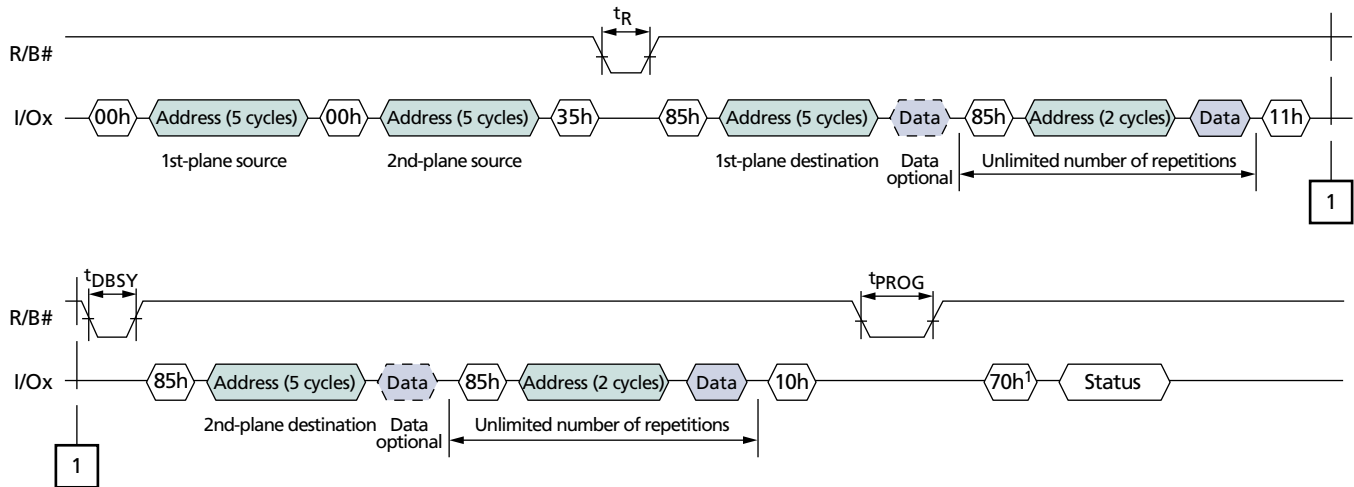 tR
R/B#
I/Ox 00h Address (5 cycles) 00h Address (5 cycles) 35h 85h Address (5 cycles) Data 85h Address (2 cycles) Data 11h
1st-plane source 2nd-plane source 1st-plane destination Data optional Unlimited number of repetitions
1
tDBSY tPROG
R/B#
I/Ox 85h Address (5 cycles) Data 85h Address (2 cycles) Data 10h 70h1 Status
2nd-plane destination Data optional Unlimited number of repetitions
1